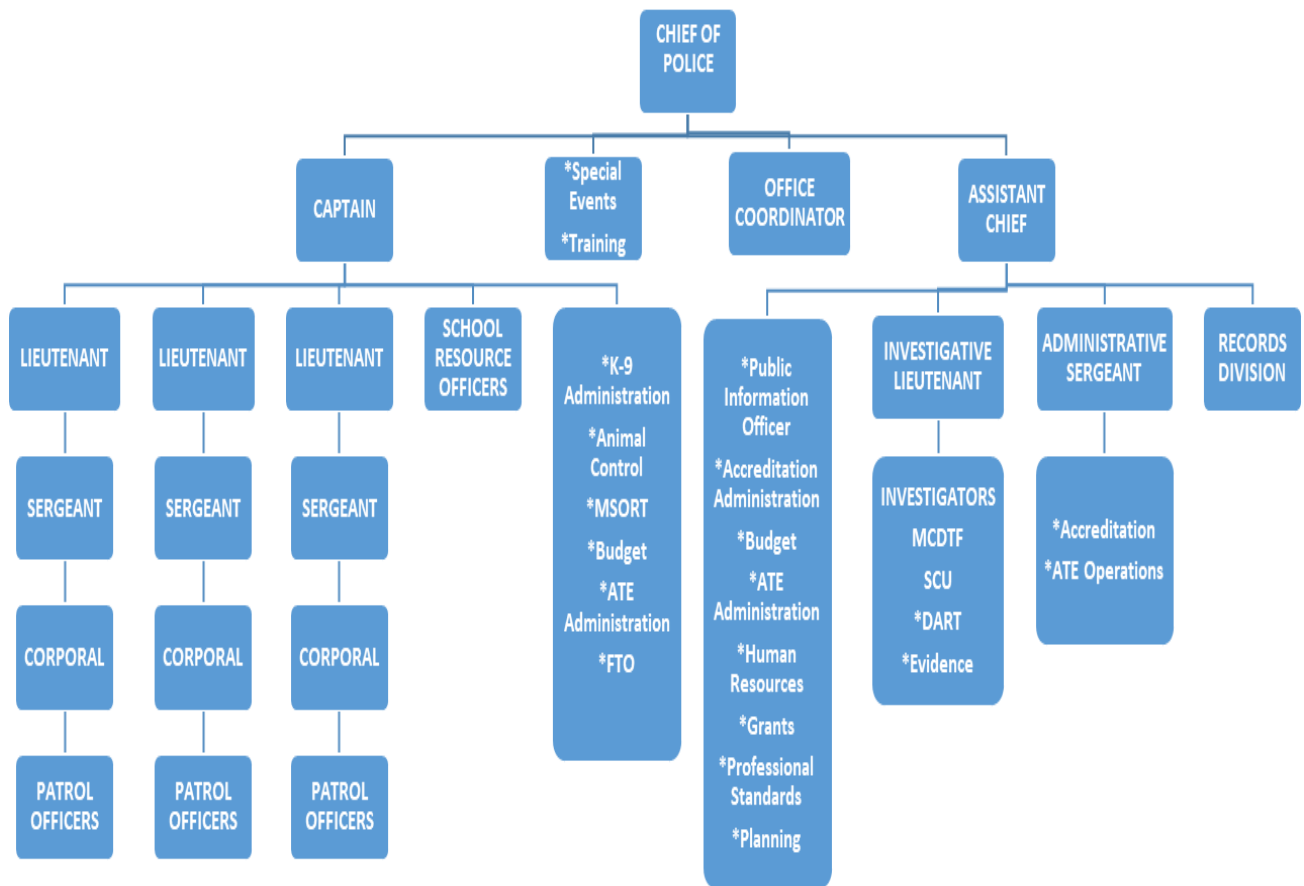 CHIEF OF
POLICE
CAPTAIN
*Special
Events
*Training
OFFICE
COORDINATOR
ASSISTANT
CHIEF
LIEUTENANT
LIEUTENANT
LIEUTENANT
SCHOOL
RESOURCE
OFFICERS
*K-9
Administration
*Animal
Control
*MSORT
*Budget
*ATE
Administration
*FTO
*Public
Information
Officer
*Accreditation
Administration
*Budget
*ATE
Administration
*Human
Resources
*Grants
*Professional
Standards
*Planning
INVESTIGATIVE
LIEUTENANT
ADMINISTRATIVE
SERGEANT
RECORDS
DIVISION
SERGEANT
SERGEANT
SERGEANT
INVESTIGATORS
MCDTF
SCU
*DART
*Evidence
*Accreditation
*ATE Operations
CORPORAL
CORPORAL
CORPORAL
PATROL
OFFICERS
PATROL
OFFICERS
PATROL
OFFICERS